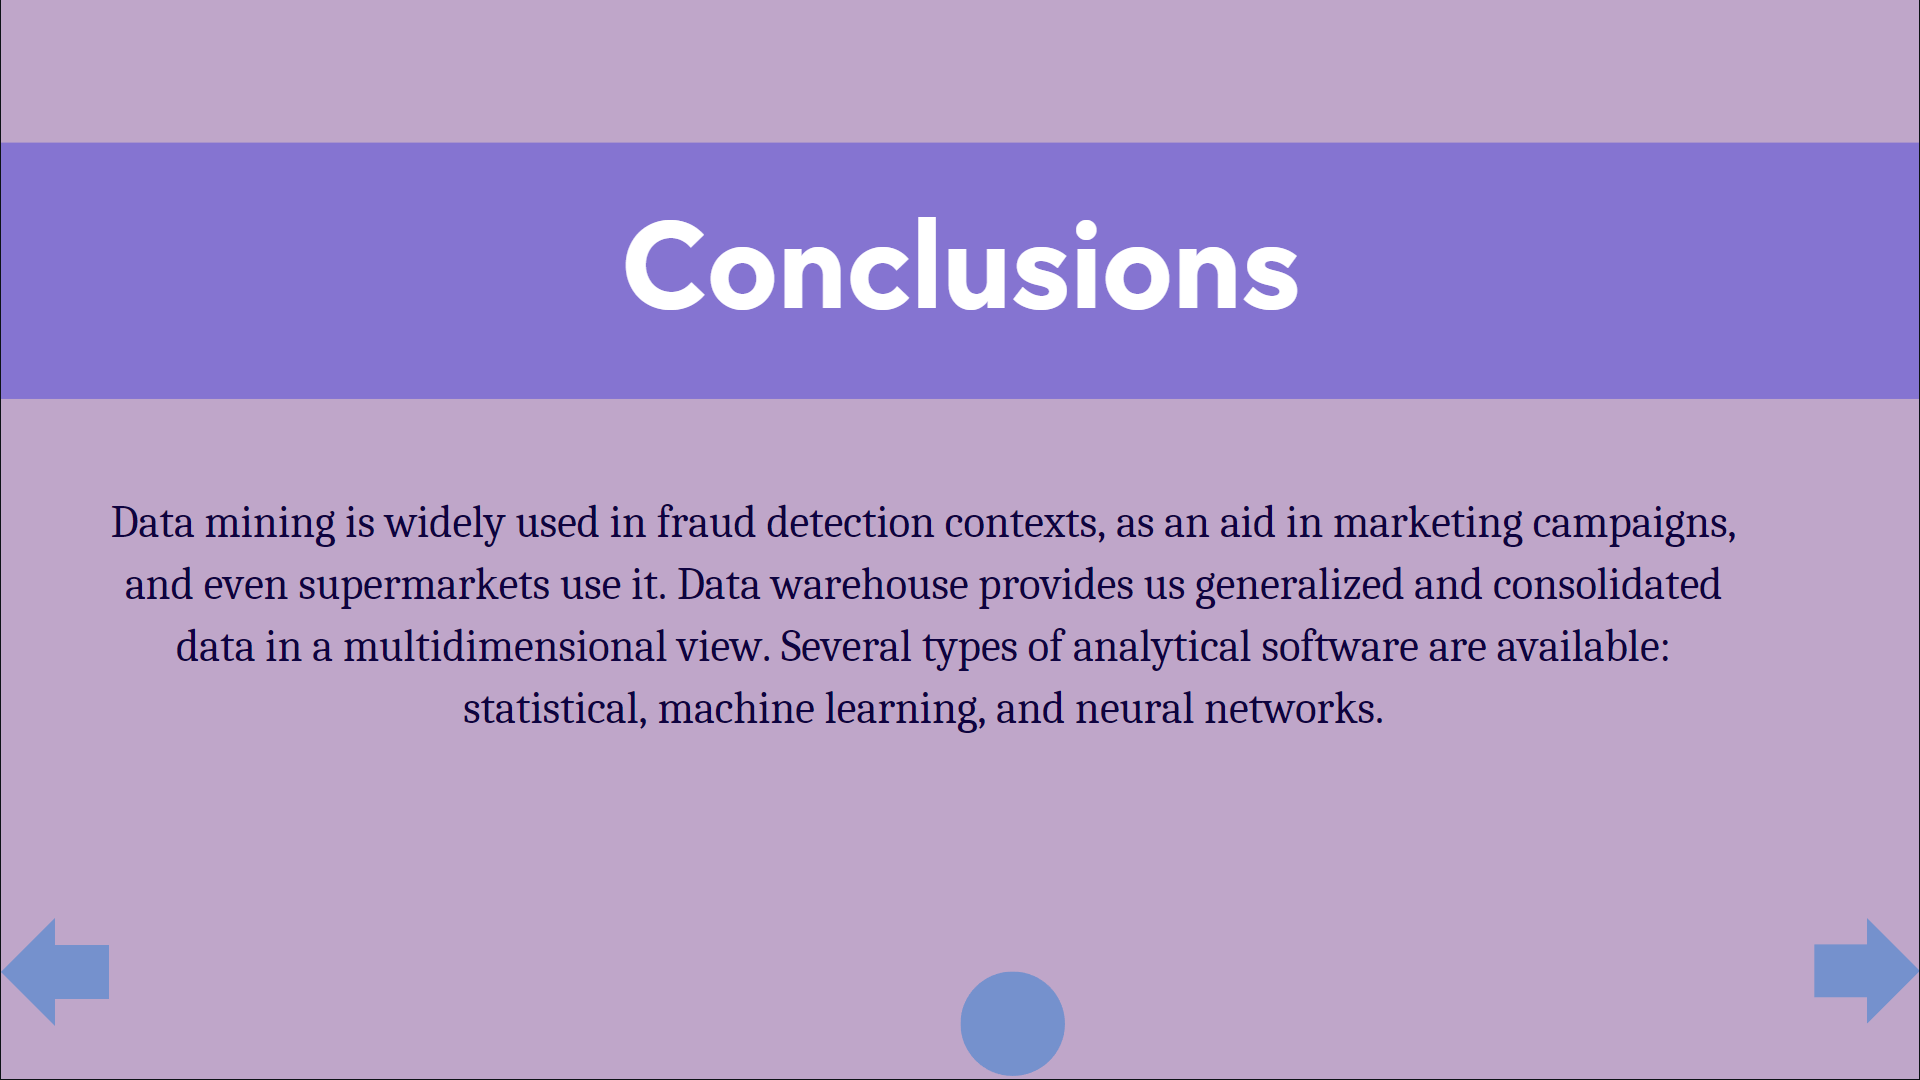 Conclusions
Data mining is widely used in fraud detection contexts, as an aid in marketing campaigns,
and even supermarkets use it. Data warehouse provides us generalized and consolidated
data in a multidimensional view. Several types of analytical software are available:
statistical, machine learning, and neural networks.